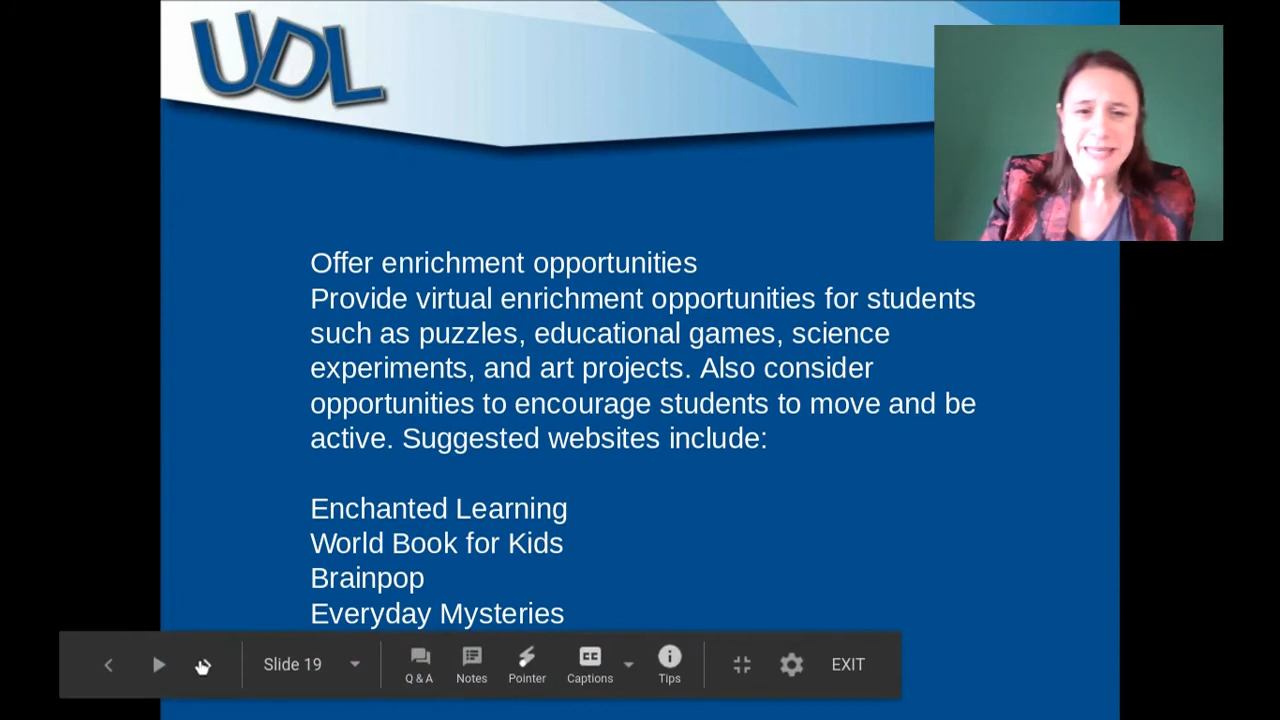 UDL
Offer enrichment opportunities
Provide virtual enrichment opportunities for students
such as puzzles, educational games, science
experiments, and art projects. Also consider
opportunities to encourage students to move and be
active. Suggested websites include:
Enchanted Learning
World Book for Kids
Brainpop
Everyday Mysteries
Slide 19
Q & A
Notes
Pointer
CC
Captions
Tips
EXIT